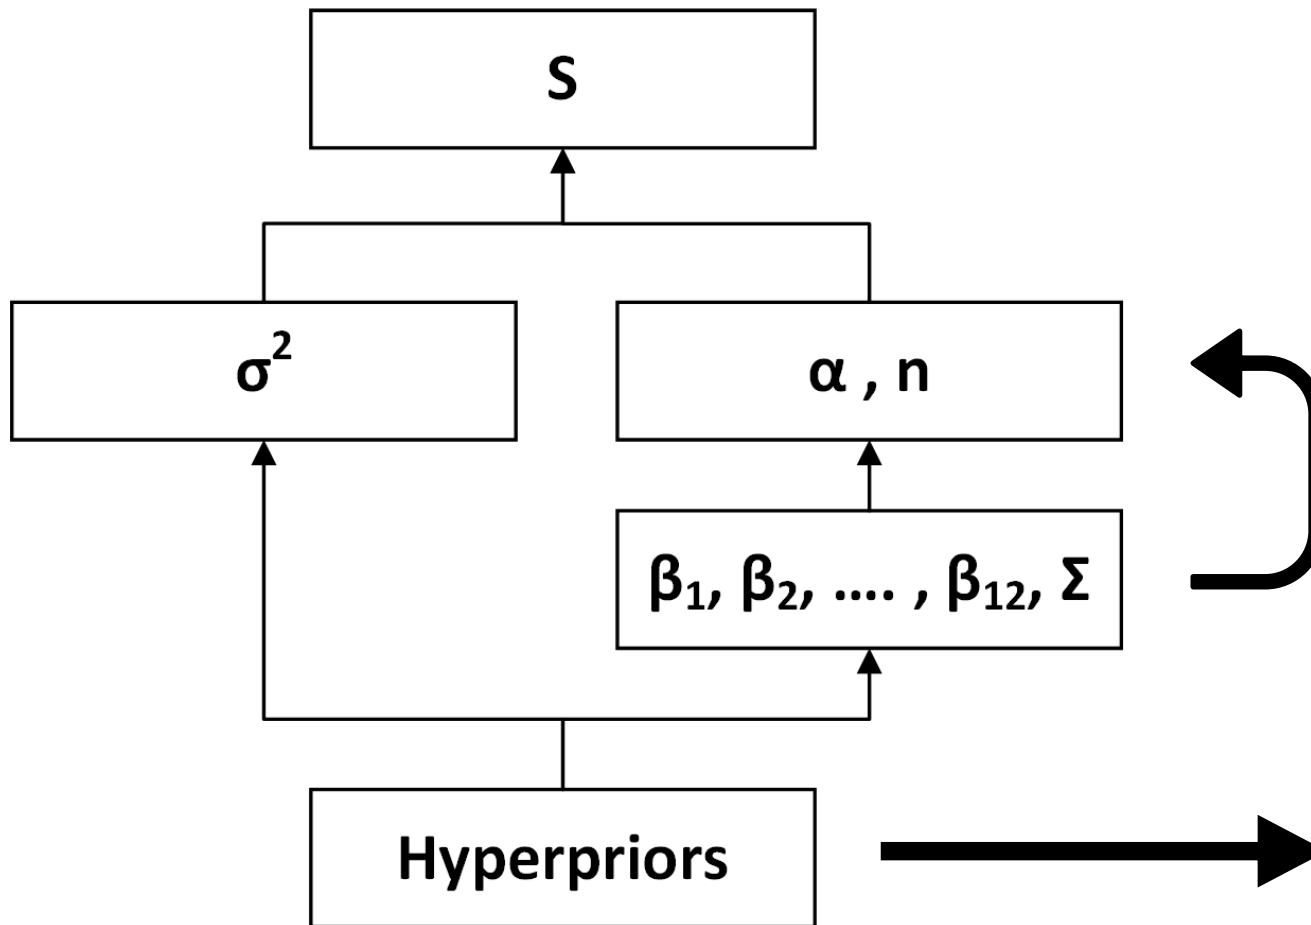 S
σ²
α , n
β₁, β₂, .... , β₁₂, Σ
Hyperpriors